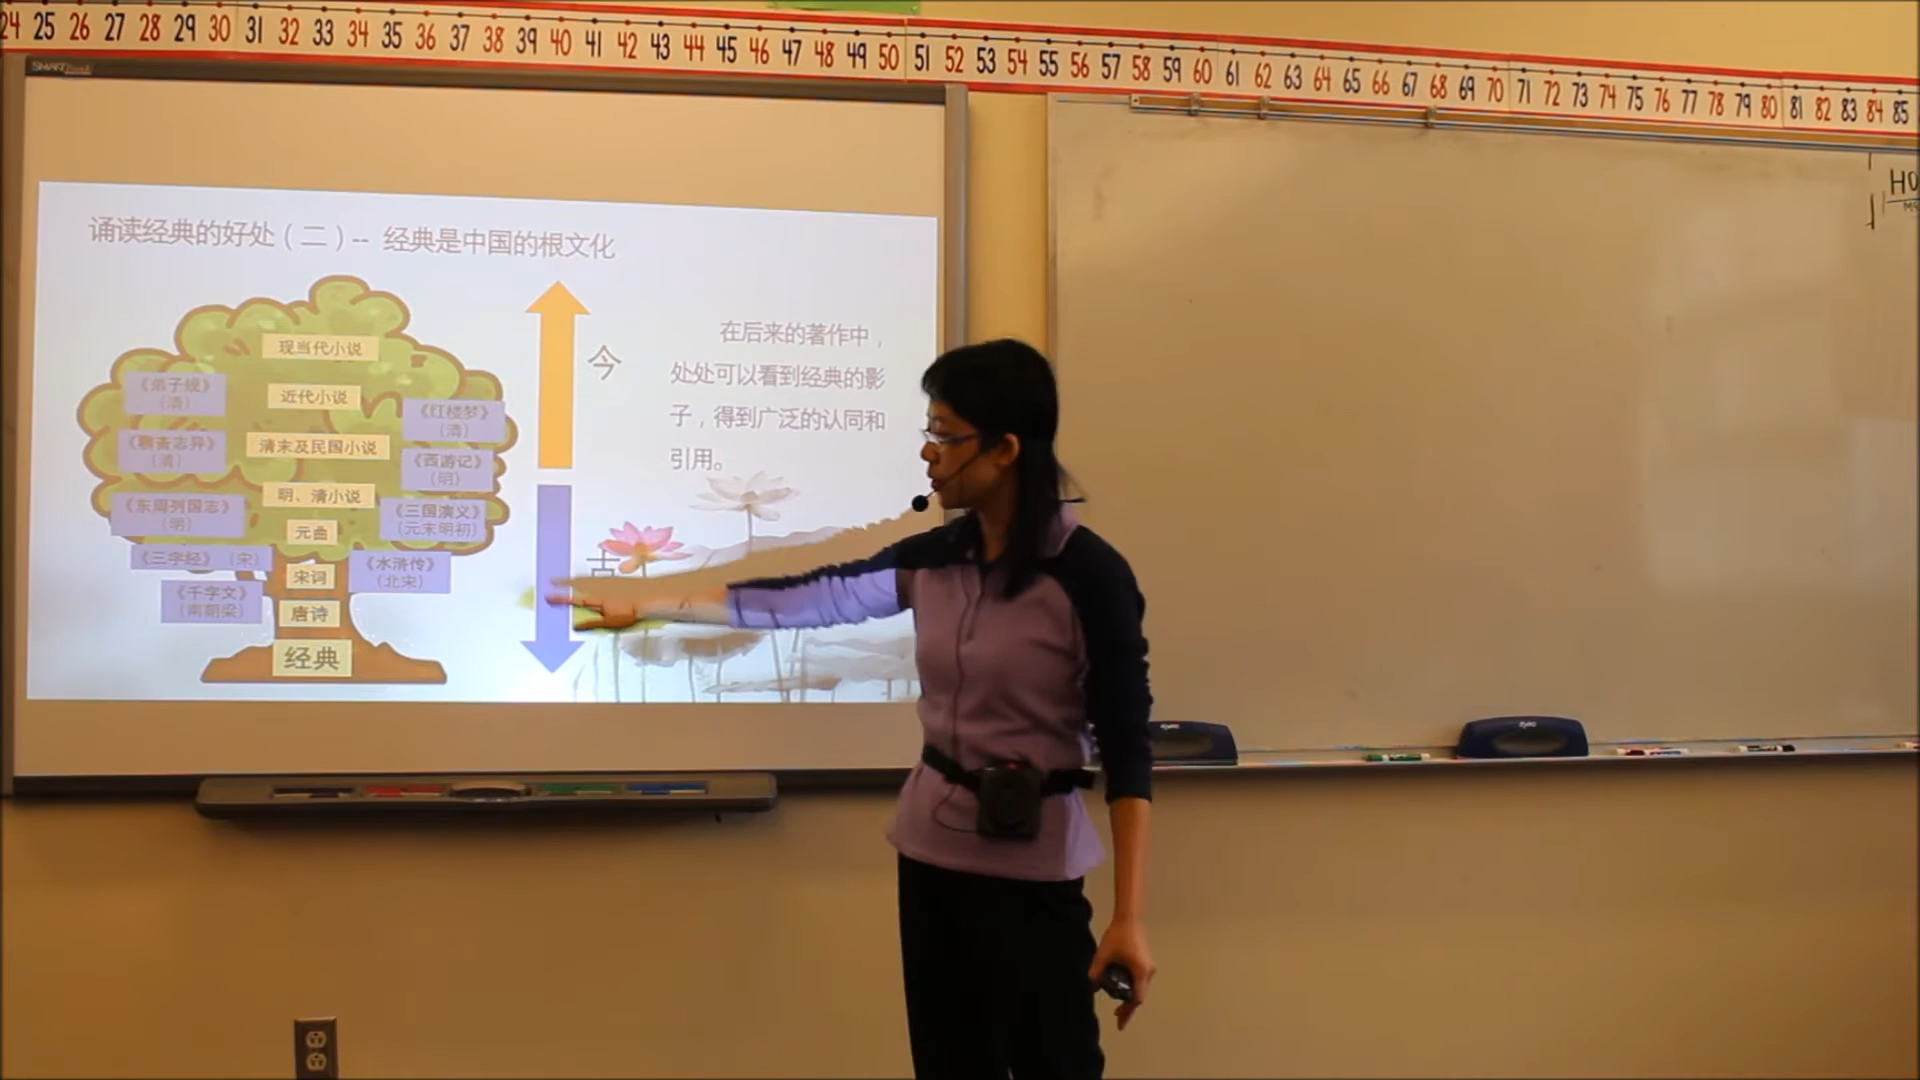 24 25 26 27 28 29 30 31 32 33 34 35 36 37 38 39 40 41 42 43 44 45 46 47 48 49 50 51 52 53 54 55 56 57 58 59 60 61 62 63 64 65 66 67 68 69 70 71 72 73 74 75 76 77 78 79 80 81 82 83 84 85
SMART
诵读经典的好处（二）-- 经典是中国的根文化
现当代小说
《弟子规》
（清）
近代小说
《红楼梦》
（清）
《聊斋志异》
（清）
清末及民国小说
《西游记》
（明）
明、清小说
《东周列国志》
（明）
《三国演义》
（元末明初）
元曲
《三字经》（宋）
宋词
《水浒传》
（北宋）
《千字文》
（南朝梁）
唐诗
经典
今
古
在后来的著作中，
处处可以看到经典的影
子，得到广泛的认同和
引用。
HO
EXPO